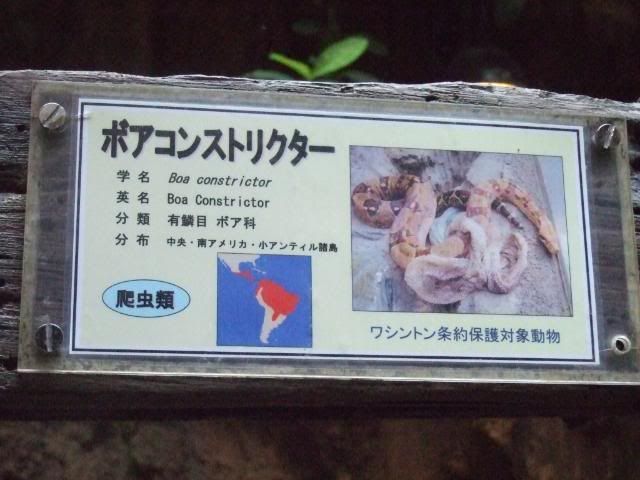 ボアコンストリクター
学名 Boa constrictor
英名 Boa Constrictor
分類 有鱗目 ボア科
分布 中央・南アメリカ・小アンティル諸島
爬虫類
ワシントン条約保護対象動物